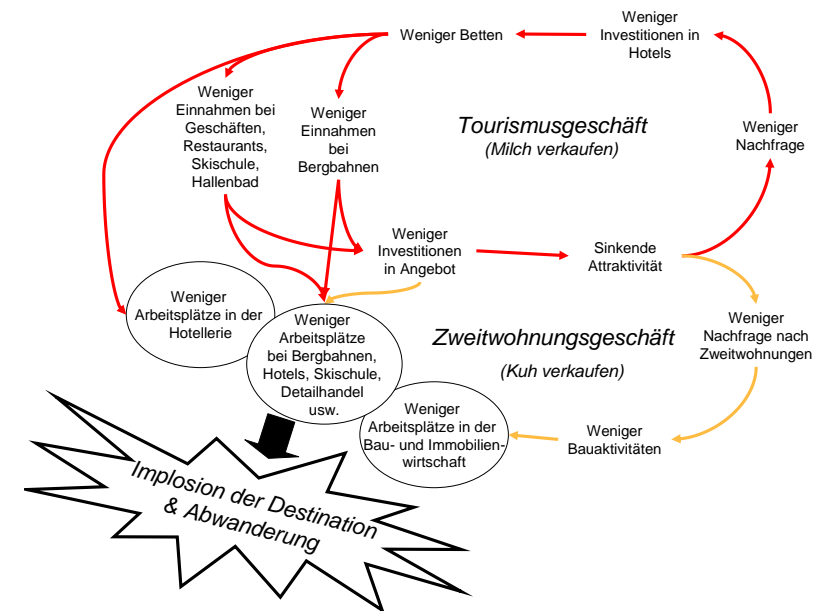 Weniger
Investitionen in
Hotels
Weniger Betten
Weniger
Einnahmen bei
Geschäften,
Restaurants,
Skischule,
Hallenbad
Weniger
Einnahmen
bei
Bergbahnen
Tourismusgeschäft
(Milch verkaufen)
Weniger
Nachfrage
Weniger
Investitionen
in Angebot
Sinkende
Attraktivität
Weniger
Arbeitsplätze in der
Hotellerie
Weniger
Arbeitsplätze
bei Bergbahnen,
Hotels, Skischule,
Detailhandel
usw.
Zweitwohnungsgeschäft
(Kuh verkaufen)
Weniger
Nachfrage nach
Zweitwohnungen
Weniger
Arbeitsplätze in der
Bau- und Immobilien-
wirtschaft
Weniger
Bauaktivitäten
Implosion der Destination
& Abwanderung